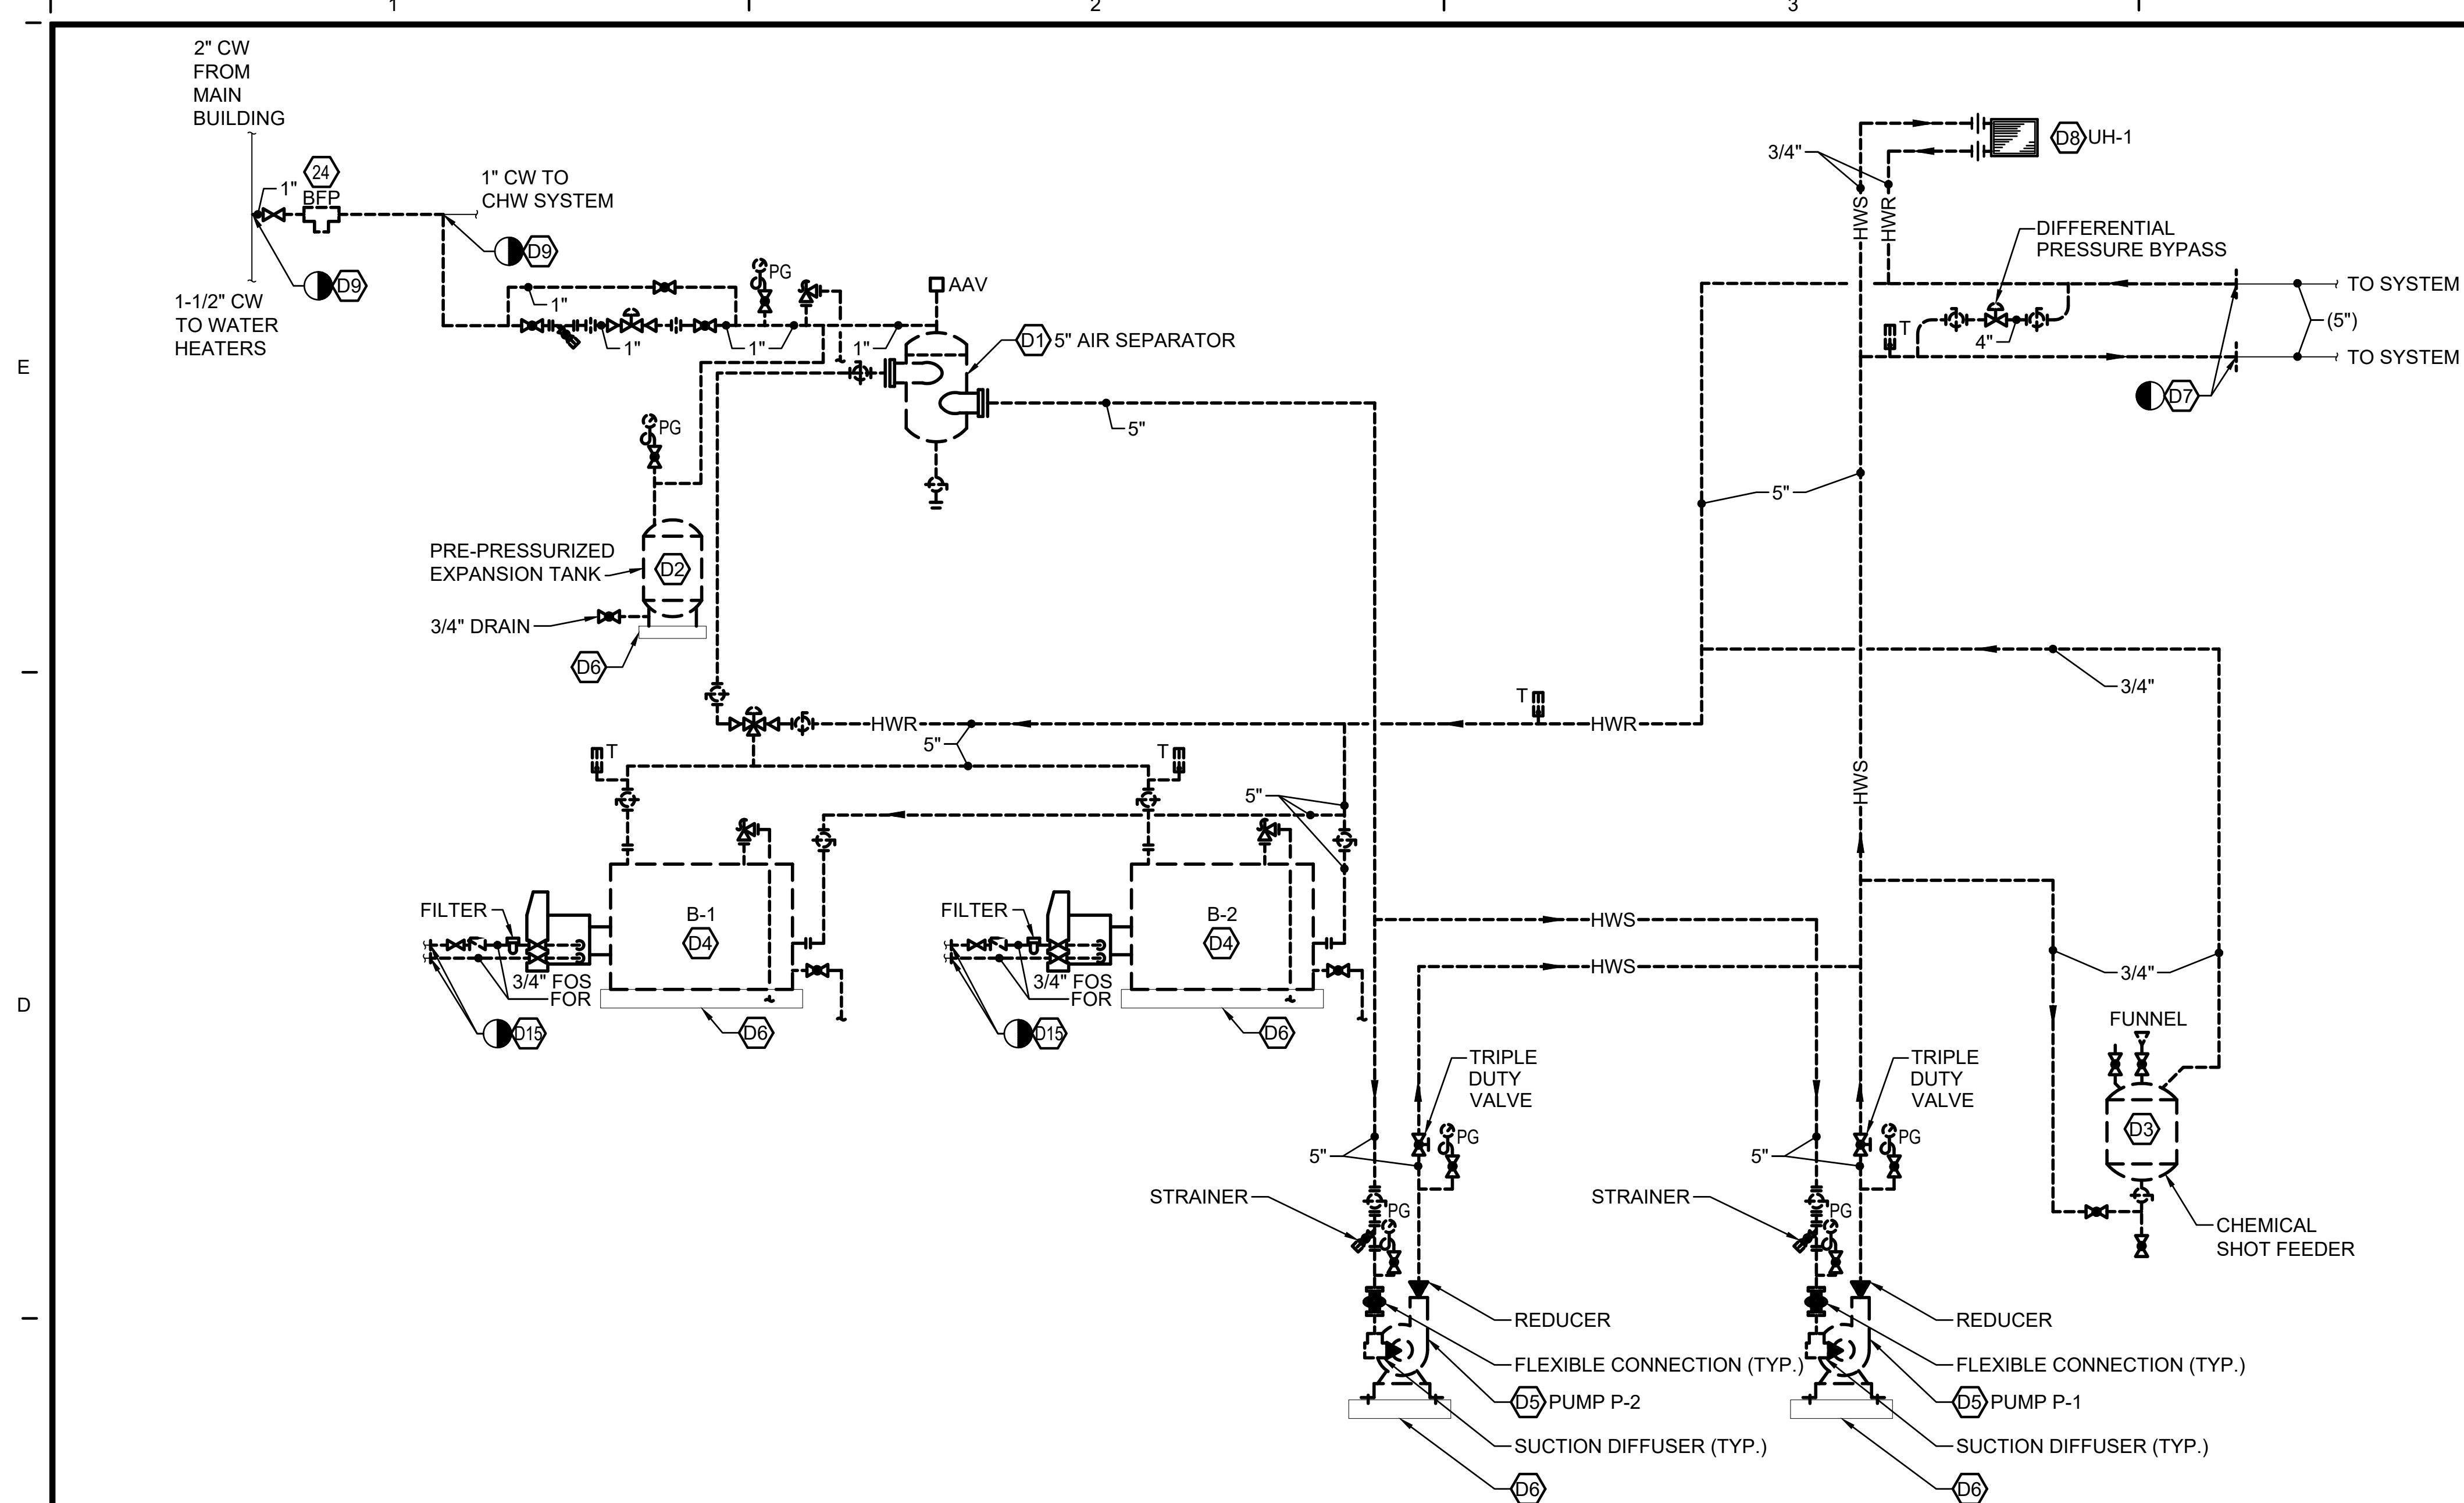 1
2
3
E
D
2" CW
FROM
MAIN
BUILDING
24
1"
BFP
1" CW TO
CHW SYSTEM
D9
D9
1-1/2" CW
TO WATER
HEATERS
1"
1"
1"
1"
PG
AAV
D1 5" AIR SEPARATOR
5"
PG
PRE-PRESSURIZED
EXPANSION TANK
D2
3/4" DRAIN
D6
HWR
5"
T
T
T
HWR
5"
FILTER
B-1
D4
3/4" FOS
FOR
D15
D6
FILTER
B-2
D4
3/4" FOS
FOR
D15
D6
3/4"
D8 UH-1
HWS
HWR
DIFFERENTIAL
PRESSURE BYPASS
TO SYSTEM
T
4"
(5")
TO SYSTEM
D7
5"
3/4"
HWS
HWS
HWS
3/4"
FUNNEL
D3
CHEMICAL
SHOT FEEDER
TRIPLE
DUTY
VALVE
PG
5"
STRAINER
PG
REDUCER
FLEXIBLE CONNECTION (TYP.)
D5 PUMP P-2
SUCTION DIFFUSER (TYP.)
D6
TRIPLE
DUTY
VALVE
PG
5"
STRAINER
PG
REDUCER
FLEXIBLE CONNECTION (TYP.)
D5 PUMP P-1
SUCTION DIFFUSER (TYP.)
D6